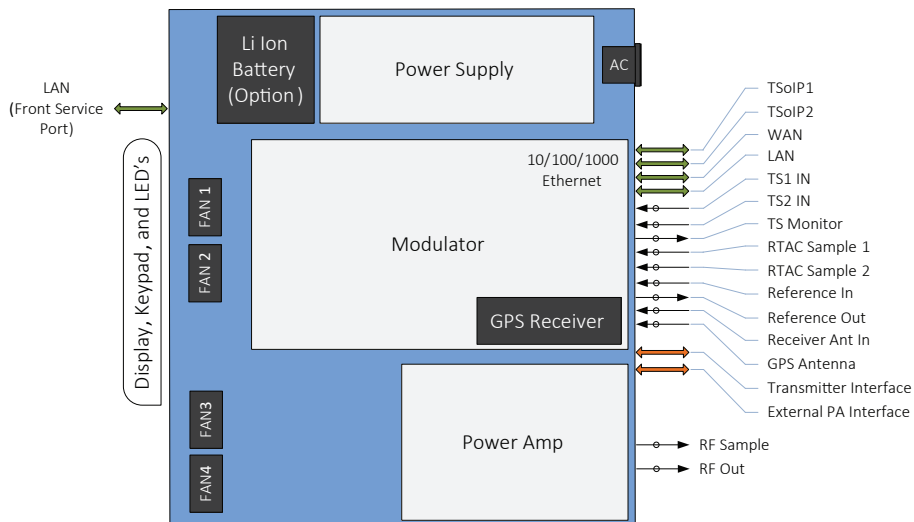 Li Ion
Battery
(Option )
Power Supply
AC
LAN
(Front Service
Port)
Display, Keypad, and LED's
FAN 1
FAN 2
FAN3
FAN4
10/100/1000
Ethernet
Modulator
GPS Receiver
Power Amp
TSoIP1
TSoIP2
WAN
LAN
TS1 IN
TS2 IN
TS Monitor
RTAC Sample 1
RTAC Sample 2
Reference In
Reference Out
Receiver Ant In
GPS Antenna
Transmitter Interface
External PA Interface
RF Sample
RF Out